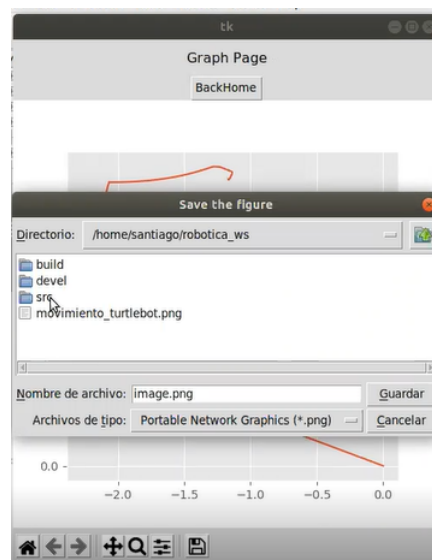 tk
Graph Page
BackHome
Save the figure
Directorio: /home/santiago/robotica_ws
build
devel
src
movimiento_turtlebot.png
Nombre de archivo: image.png Guardar
Archivos de tipo: Portable Network Graphics (*.png) Cancelar
0.0
−2.0 −1.5 −1.0 −0.5 0.0